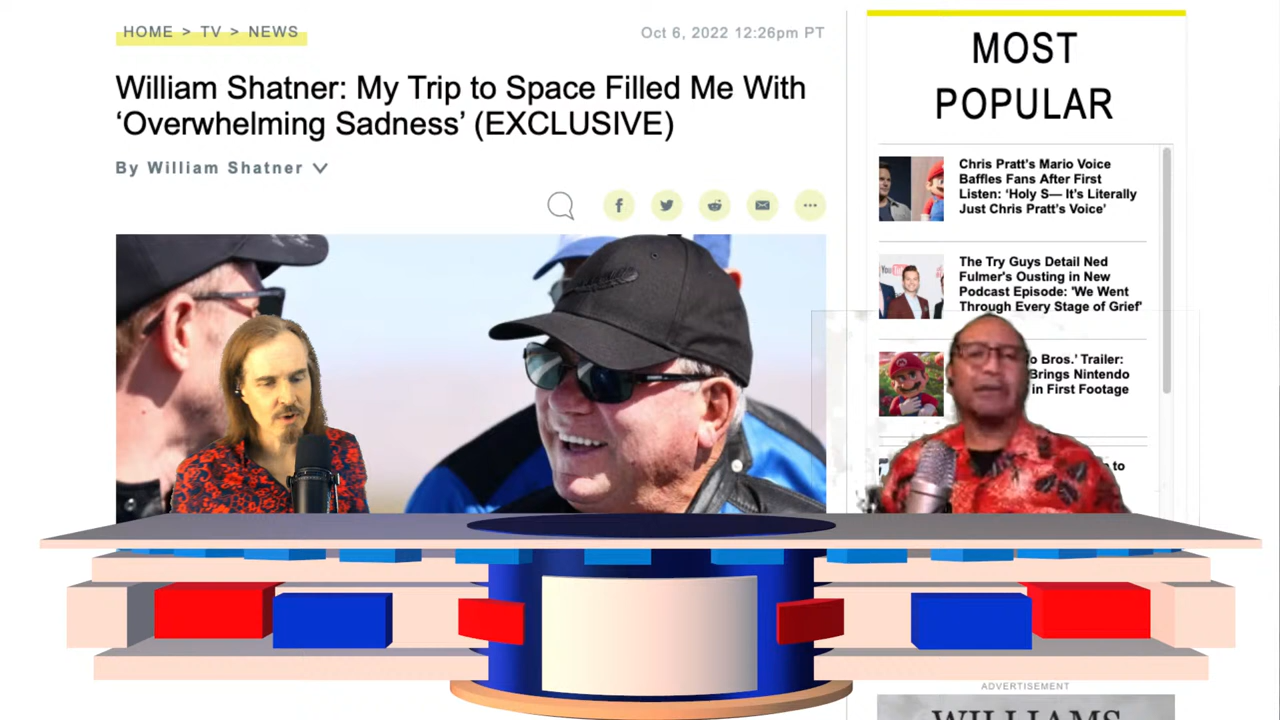 HOME > TV > NEWS
Oct 6, 2022 12:26pm PT
William Shatner: My Trip to Space Filled Me With
‘Overwhelming Sadness’ (EXCLUSIVE)
By William Shatner
MOST
POPULAR
Chris Pratt’s Mario Voice
Baffles Fans After First
Listen: ‘Holy S— It’s Literally
Just Chris Pratt’s Voice’
The Try Guys Detail Ned
Fulmer's Ousting in New
Podcast Episode: 'We Went
Through Every Stage of Grief'
Bros.’ Trailer:
Brings Nintendo
in First Footage
to
ADVERTISEMENT
WILLIAMS